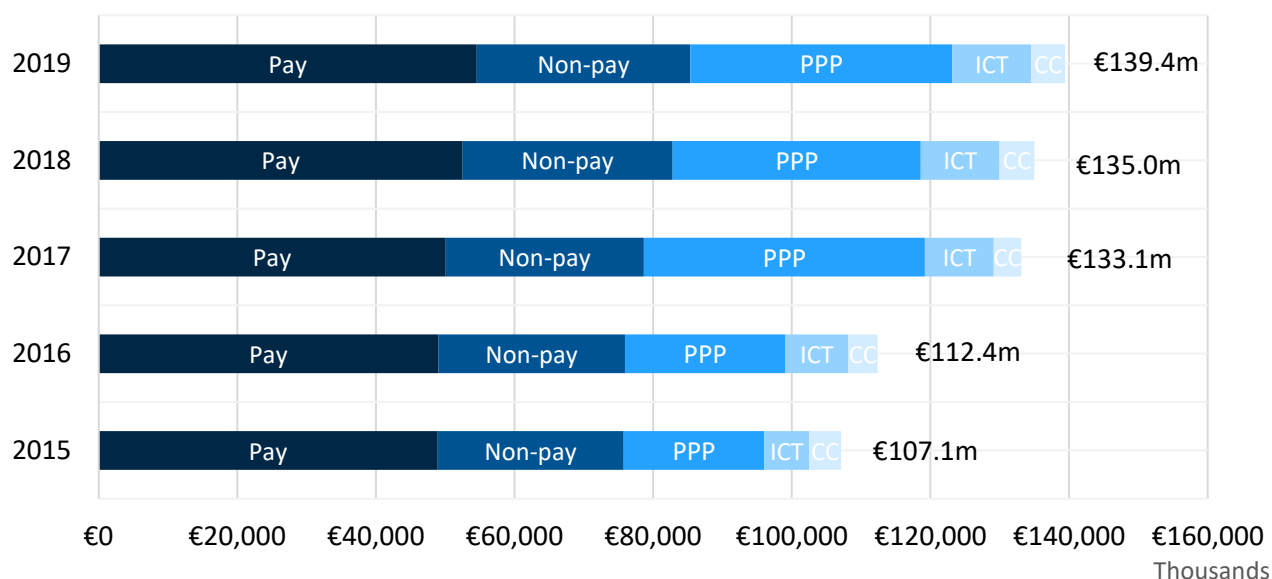 2019 Pay Non-pay PPP ICT CC €139.4m
2018 Pay Non-pay PPP ICT CC €135.0m
2017 Pay Non-pay PPP ICT CC €133.1m
2016 Pay Non-pay PPP ICT CC €112.4m
2015 Pay Non-pay PPP ICT CC €107.1m
€0 €20,000 €40,000 €60,000 €80,000 €100,000 €120,000 €140,000 €160,000
Thousands